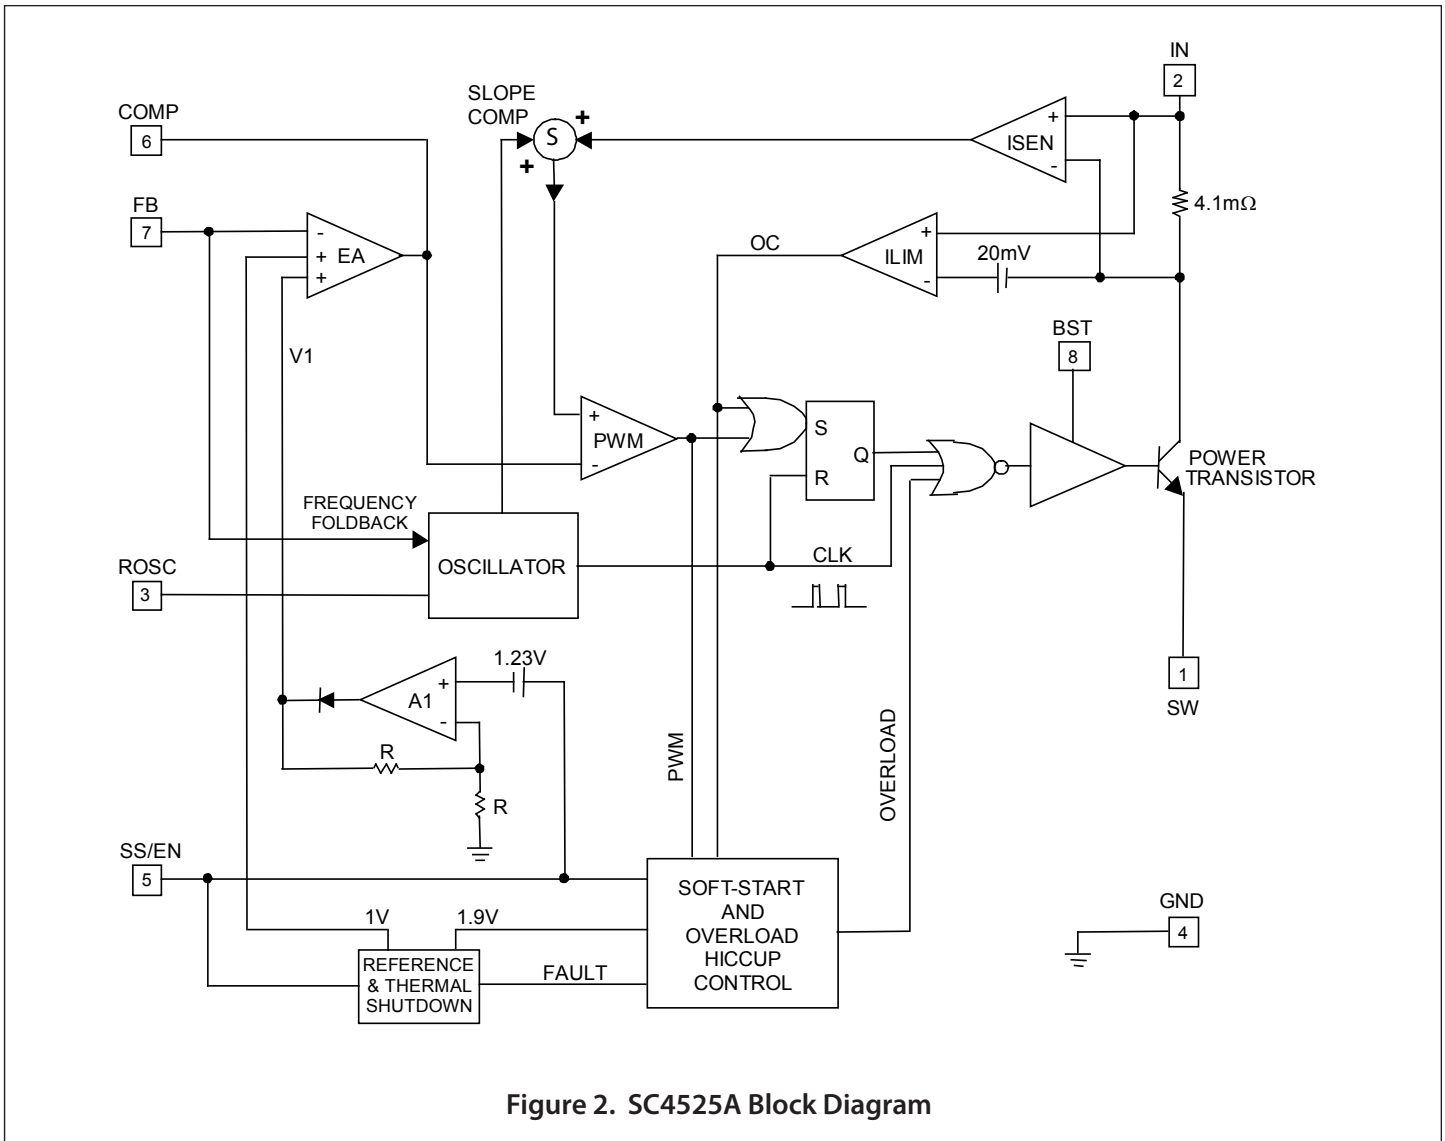 IN
2
SLOPE
COMP
COMP
6
+
S
+
+
ISEN
-
4.1mΩ
FB
7
-
+ EA
+
OC
+
ILIM
-
20mV
V1
BST
8
+
PWM
-
S
Q
R
POWER
TRANSISTOR
FREQUENCY
FOLDBACK
OSCILLATOR
CLK
ROSC
3
1.23V
+
A1
-
R
R
1
SW
PWM
OVERLOAD
SS/EN
5
1V
1.9V
REFERENCE
& THERMAL
SHUTDOWN
FAULT
SOFT-START
AND
OVERLOAD
HICCUP
CONTROL
GND
4
Figure 2. SC4525A Block Diagram